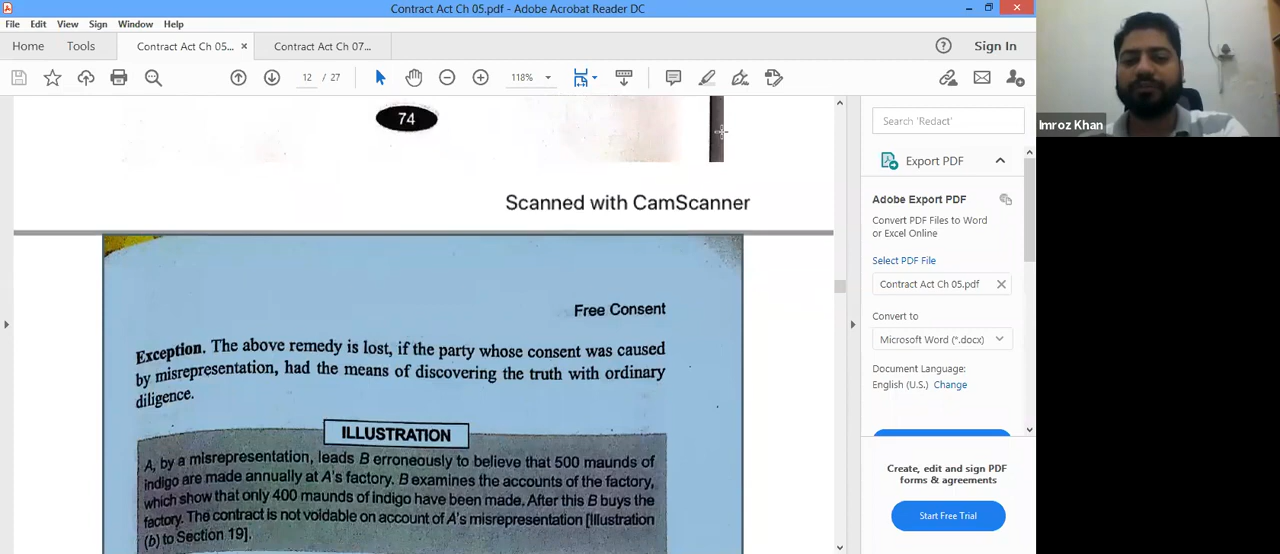 Contract Act Ch 05.pdf - Adobe Acrobat Reader DC
File Edit View Sign Window Help
Home Tools Contract Act Ch 05... × Contract Act Ch 07... Sign In
12 / 27 118%
74
Scanned with CamScanner
Free Consent
Exception. The above remedy is lost, if the party whose consent was caused
by misrepresentation, had the means of discovering the truth with ordinary
diligence.
ILLUSTRATION
A, by a misrepresentation, leads B erroneously to believe that 500 maunds of
indigo are made annually at A's factory. B examines the accounts of the factory,
which show that only 400 maunds of indigo have been made. After this B buys the
factory. The contract is not voidable on account of A's misrepresentation [Illustration
(b) to Section 19].
Search 'Redact'
Export PDF
Adobe Export PDF
Convert PDF Files to Word
or Excel Online
Select PDF File
Contract Act Ch 05.pdf
Convert to
Microsoft Word (*.docx)
Document Language:
English (U.S.) Change
Create, edit and sign PDF
forms & agreements
Start Free Trial
Imroz Khan